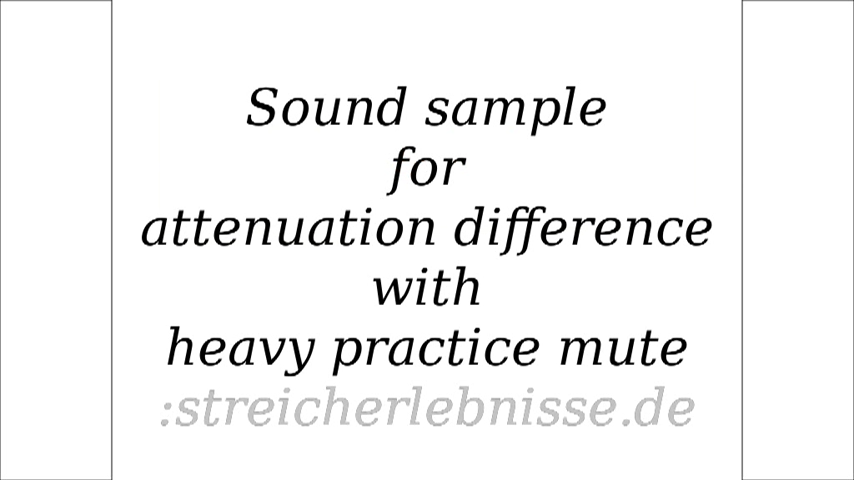 Sound sample
for
attenuation difference
with
heavy practice mute
:streicherlebnisse.de